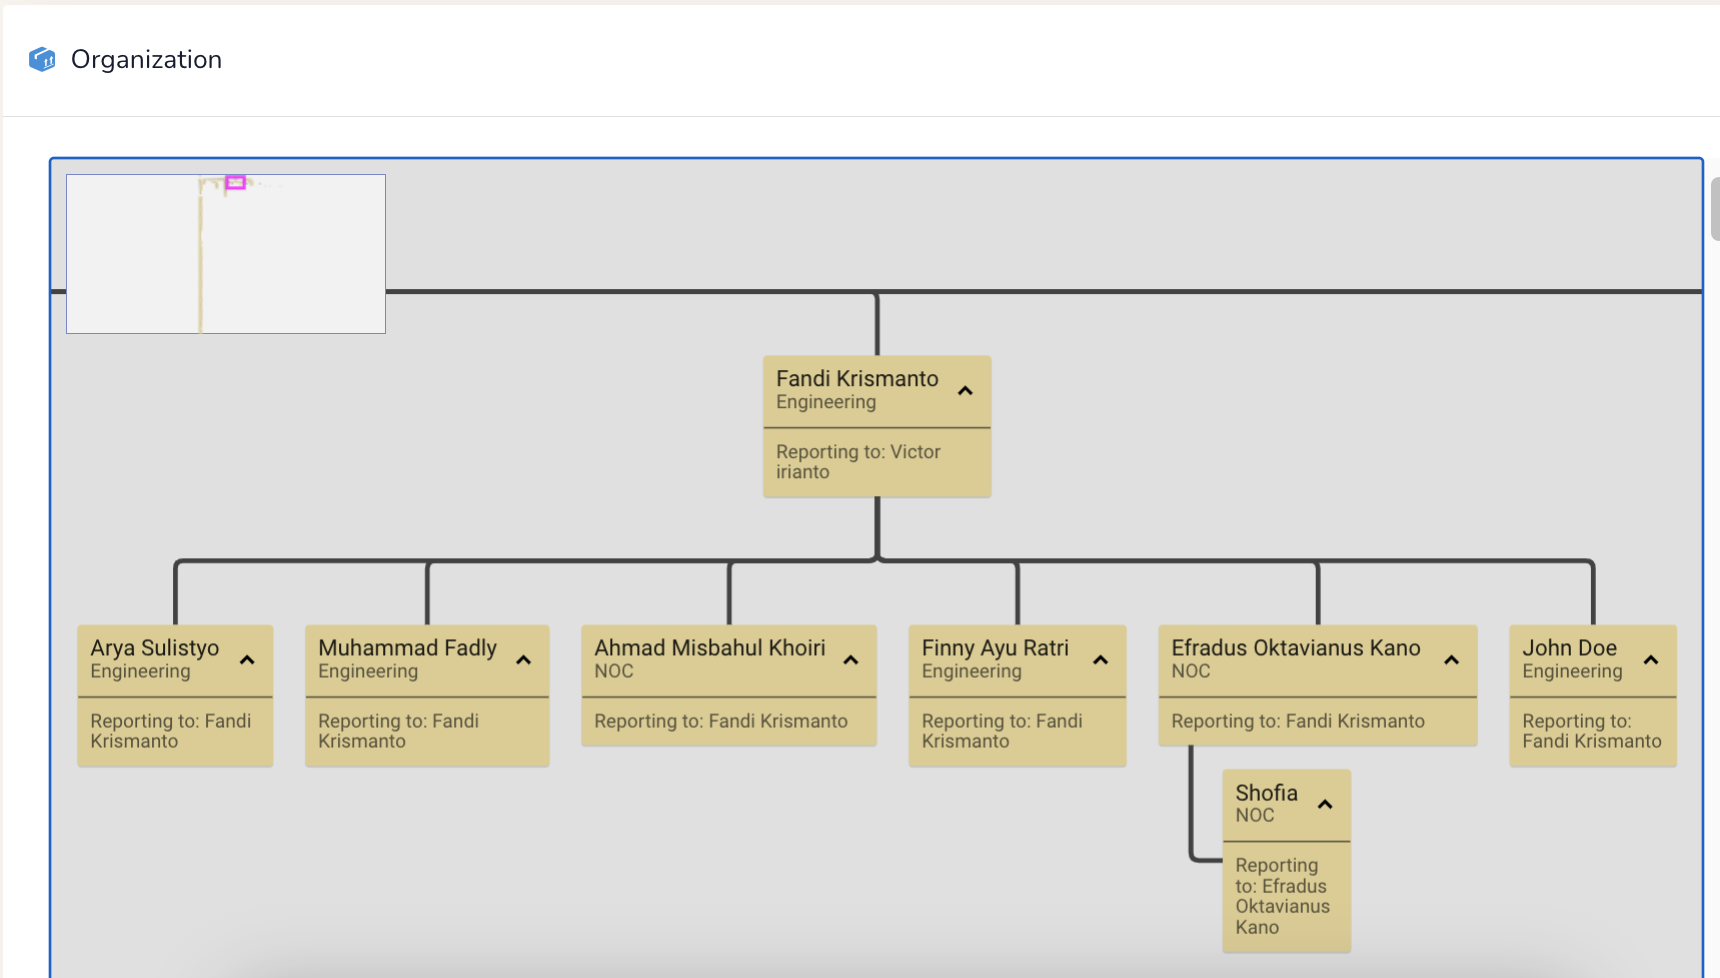 Organization
Fandi Krismanto
Engineering
Reporting to: Victor
irianto
Arya Sulistyo
Engineering
Reporting to: Fandi
Krismanto
Muhammad Fadly
Engineering
Reporting to: Fandi
Krismanto
Ahmad Misbahul Khoiri
NOC
Reporting to: Fandi Krismanto
Finny Ayu Ratri
Engineering
Reporting to: Fandi
Krismanto
Efradus Oktavianus Kano
NOC
Reporting to: Fandi Krismanto
John Doe
Engineering
Reporting to:
Fandi Krismanto
Shofia
NOC
Reporting
to: Efradus
Oktavianus
Kano